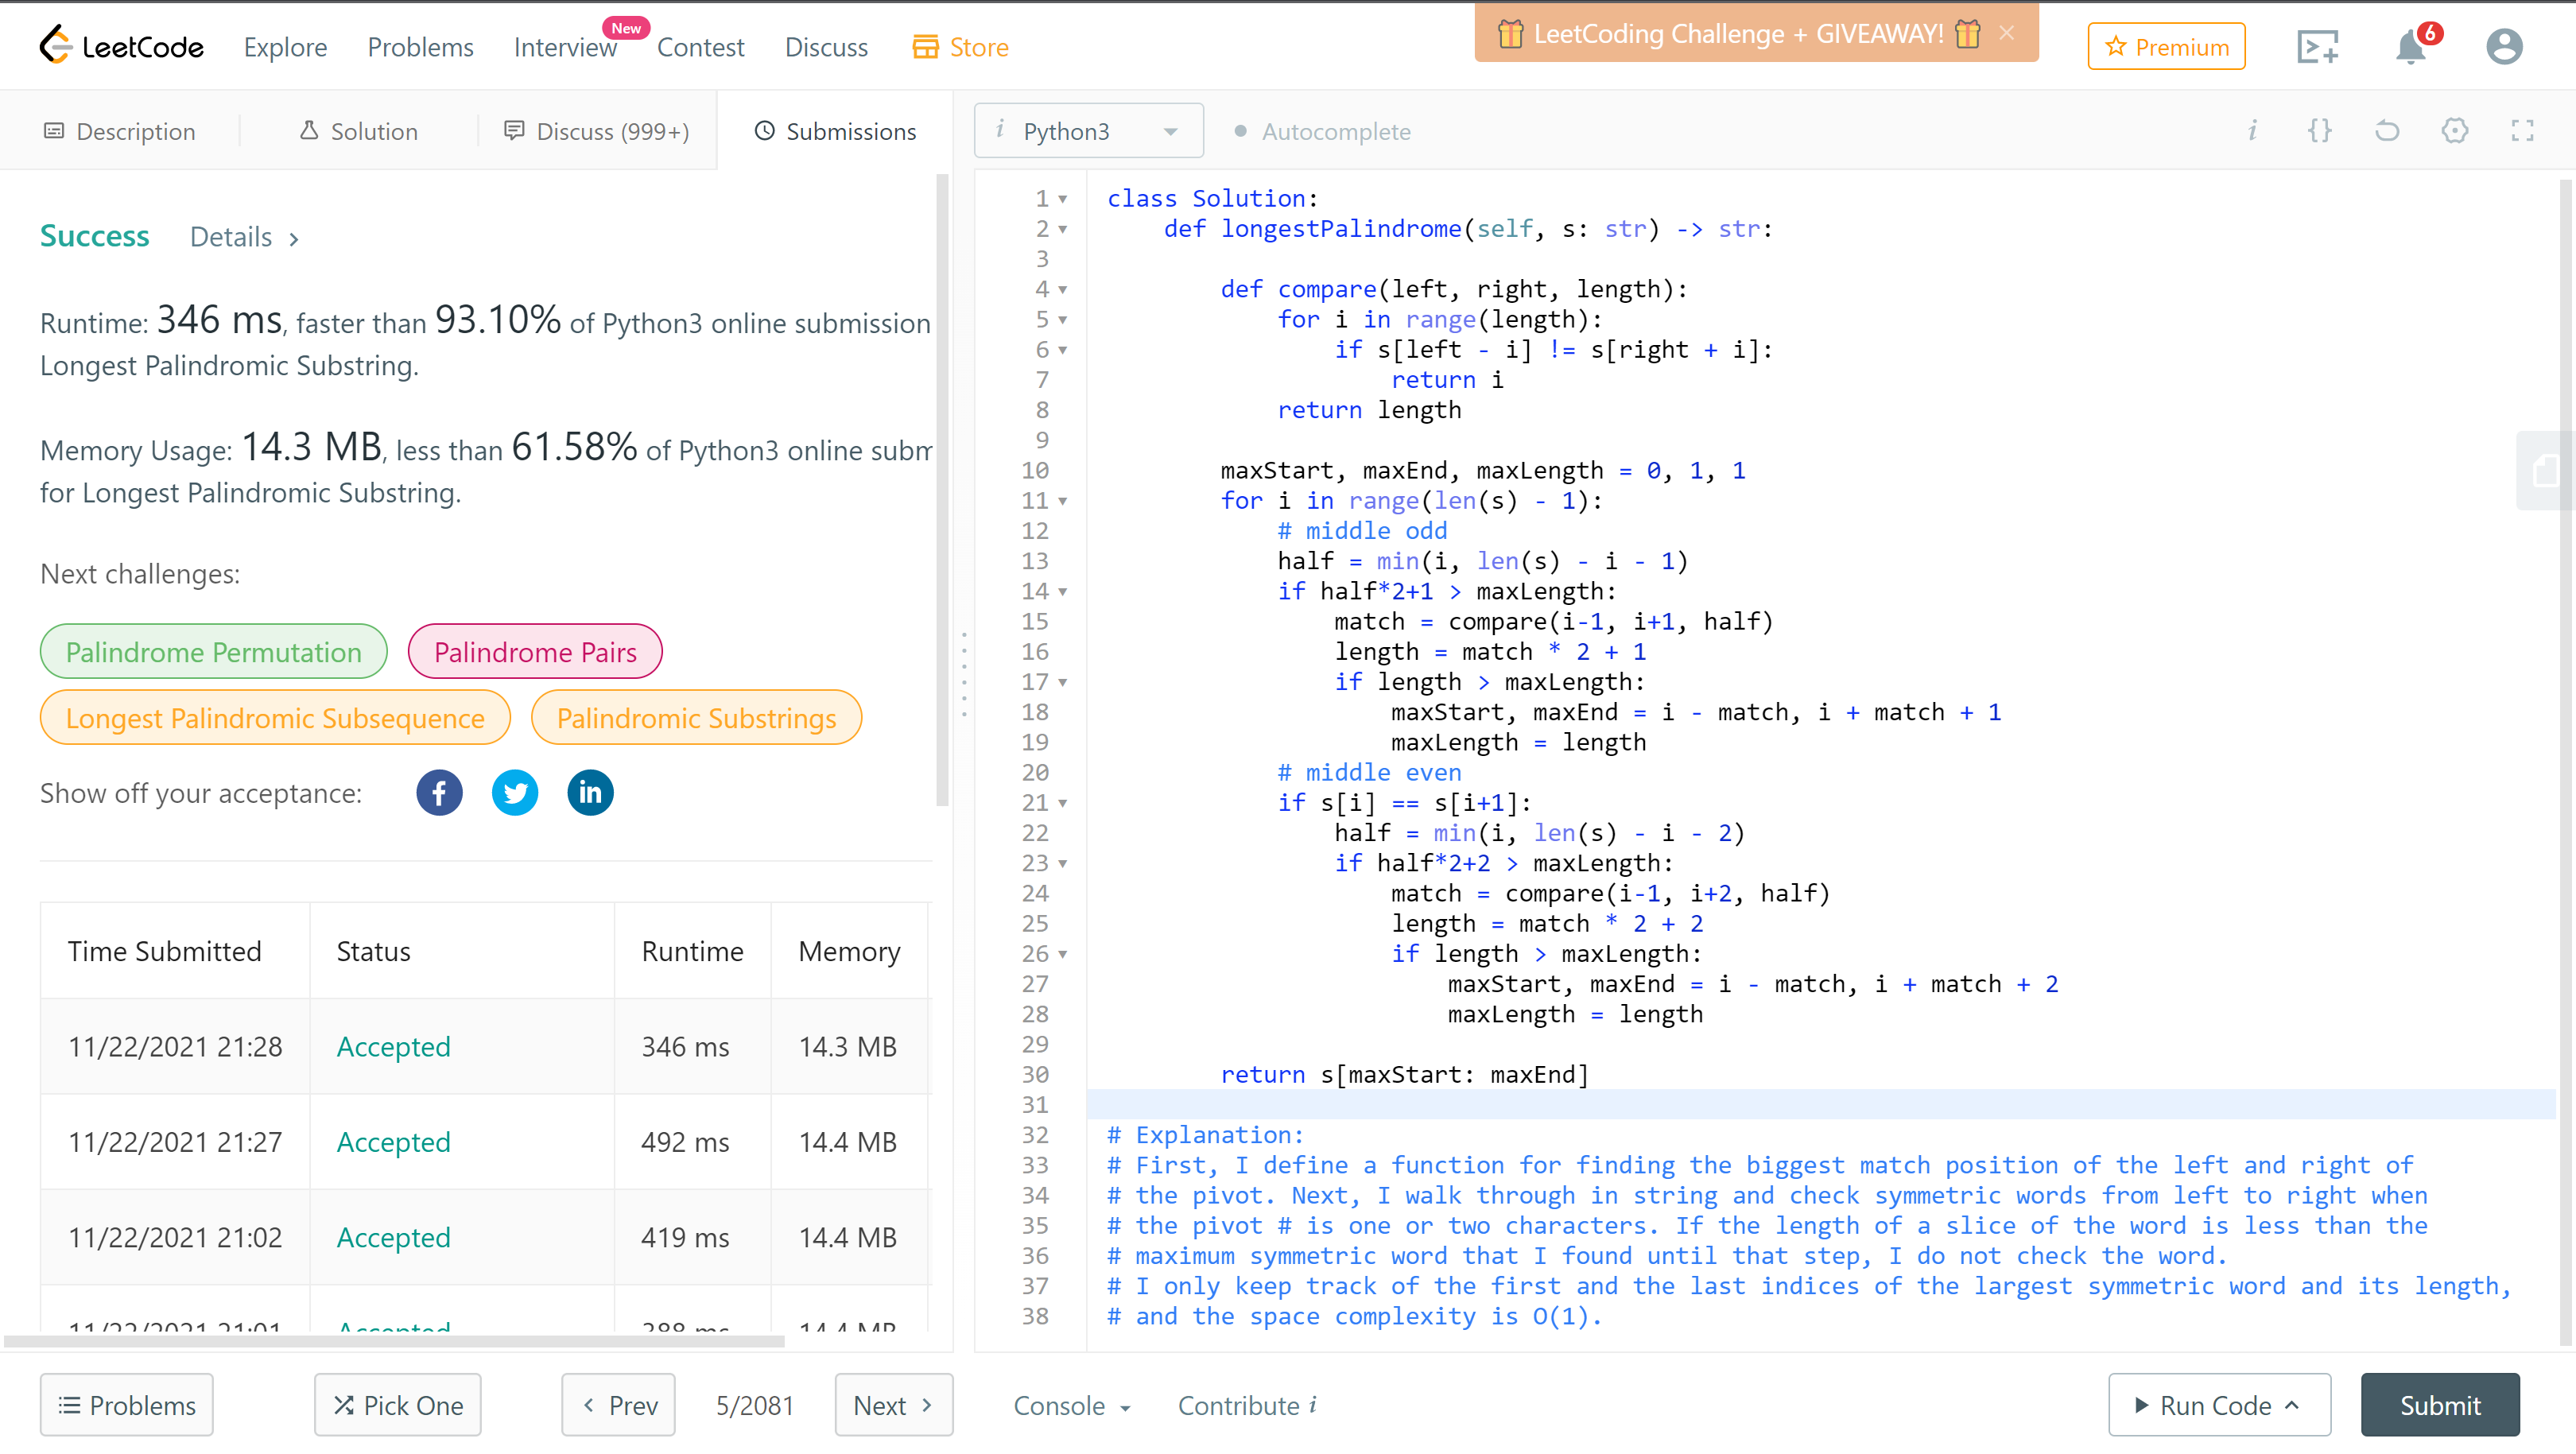 LeetCode Explore Problems Interview New Contest Discuss Store LeetCoding Challenge + GIVEAWAY! × Premium 6
Description Solution Discuss (999+) Submissions
Success Details >
Runtime: 346 ms, faster than 93.10% of Python3 online submission
Longest Palindromic Substring.
Memory Usage: 14.3 MB, less than 61.58% of Python3 online subm
for Longest Palindromic Substring.
Next challenges:
Palindrome Permutation Palindrome Pairs
Longest Palindromic Subsequence Palindromic Substrings
Show off your acceptance:
Time Submitted Status Runtime Memory
11/22/2021 21:28 Accepted 346 ms 14.3 MB
11/22/2021 21:27 Accepted 492 ms 14.4 MB
11/22/2021 21:02 Accepted 419 ms 14.4 MB
11/22/2021 21:01 Accepted 388 ms 14.4 MB
Problems Pick One < Prev 5/2081 Next >
i Python3 Autocomplete i {}
1 class Solution:
2     def longestPalindrome(self, s: str) -> str:
3
4         def compare(left, right, length):
5             for i in range(length):
6                 if s[left - i] != s[right + i]:
7                     return i
8             return length
9
10         maxStart, maxEnd, maxLength = 0, 1, 1
11         for i in range(len(s) - 1):
12             # middle odd
13             half = min(i, len(s) - i - 1)
14             if half*2+1 > maxLength:
15                 match = compare(i-1, i+1, half)
16                 length = match * 2 + 1
17                 if length > maxLength:
18                     maxStart, maxEnd = i - match, i + match + 1
19                     maxLength = length
20             # middle even
21             if s[i] == s[i+1]:
22                 half = min(i, len(s) - i - 2)
23                 if half*2+2 > maxLength:
24                     match = compare(i-1, i+2, half)
25                     length = match * 2 + 2
26                     if length > maxLength:
27                         maxStart, maxEnd = i - match, i + match + 2
28                         maxLength = length
29
30         return s[maxStart: maxEnd]
31
32 # Explanation:
33 # First, I define a function for finding the biggest match position of the left and right of
34 # the pivot. Next, I walk through in string and check symmetric words from left to right when
35 # the pivot # is one or two characters. If the length of a slice of the word is less than the
36 # maximum symmetric word that I found until that step, I do not check the word.
37 # I only keep track of the first and the last indices of the largest symmetric word and its length,
38 # and the space complexity is O(1).
Console Contribute i Run Code Submit